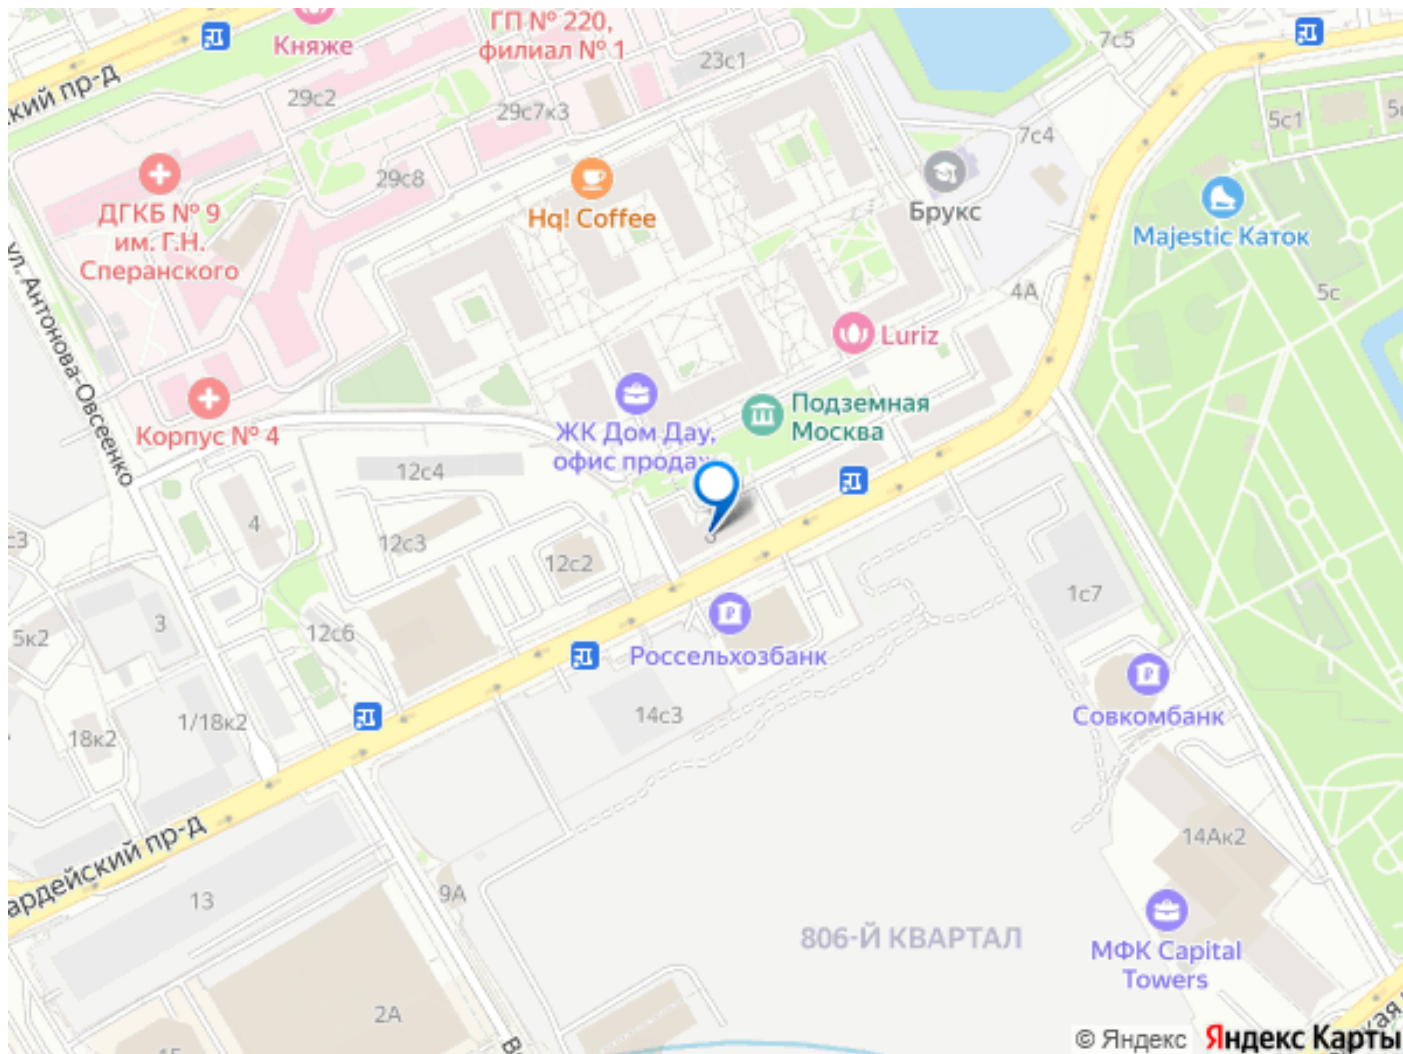 ГП № 220,
филиал № 1
Княже
7с5
23с1
кий пр-д
29с2
29с7к3
5с1
7с4
ДГКБ № 9
им. Г.Н.
Сперанского
29с8
Hq! Coffee
Брукс
Majestic Каток
4А
5с
ул. Антонова-Овсеенко
Luriz
Корпус № 4
ЖК Дом Дау,
офис продаж
Подземная
Москва
12с4
4
12с3
12с2
1с7
3
5к2
12с6
Россельхозбанк
14с3
1/18к2
18к2
Совкомбанк
ардейский пр-д
13
9А
14Ак2
806-Й КВАРТАЛ
МФК Capital
Towers
2А
© Яндекс
Яндекс Карты